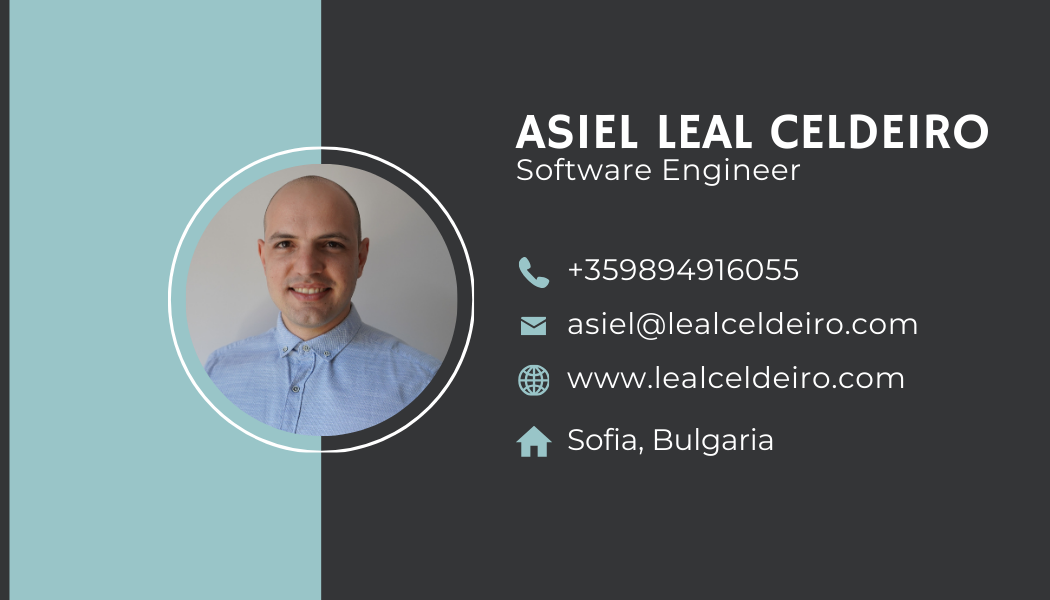 ASIEL LEAL CELDEIRO
Software Engineer
+359894916055
asiel@lealceldeiro.com
www.lealceldeiro.com
Sofia, Bulgaria